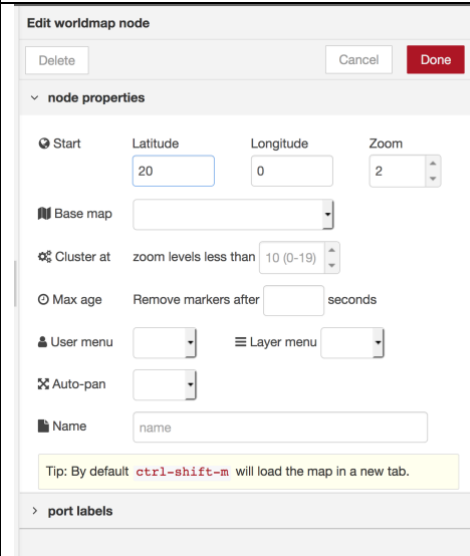 Edit worldmap node
Delete
Cancel
Done
node properties
Start
Latitude
Longitude
Zoom
20
0
2
Base map
Cluster at
zoom levels less than
10 (0-19)
Max age
Remove markers after
seconds
User menu
Layer menu
Auto-pan
Name
name
Tip: By default ctrl-shift-m will load the map in a new tab.
port labels